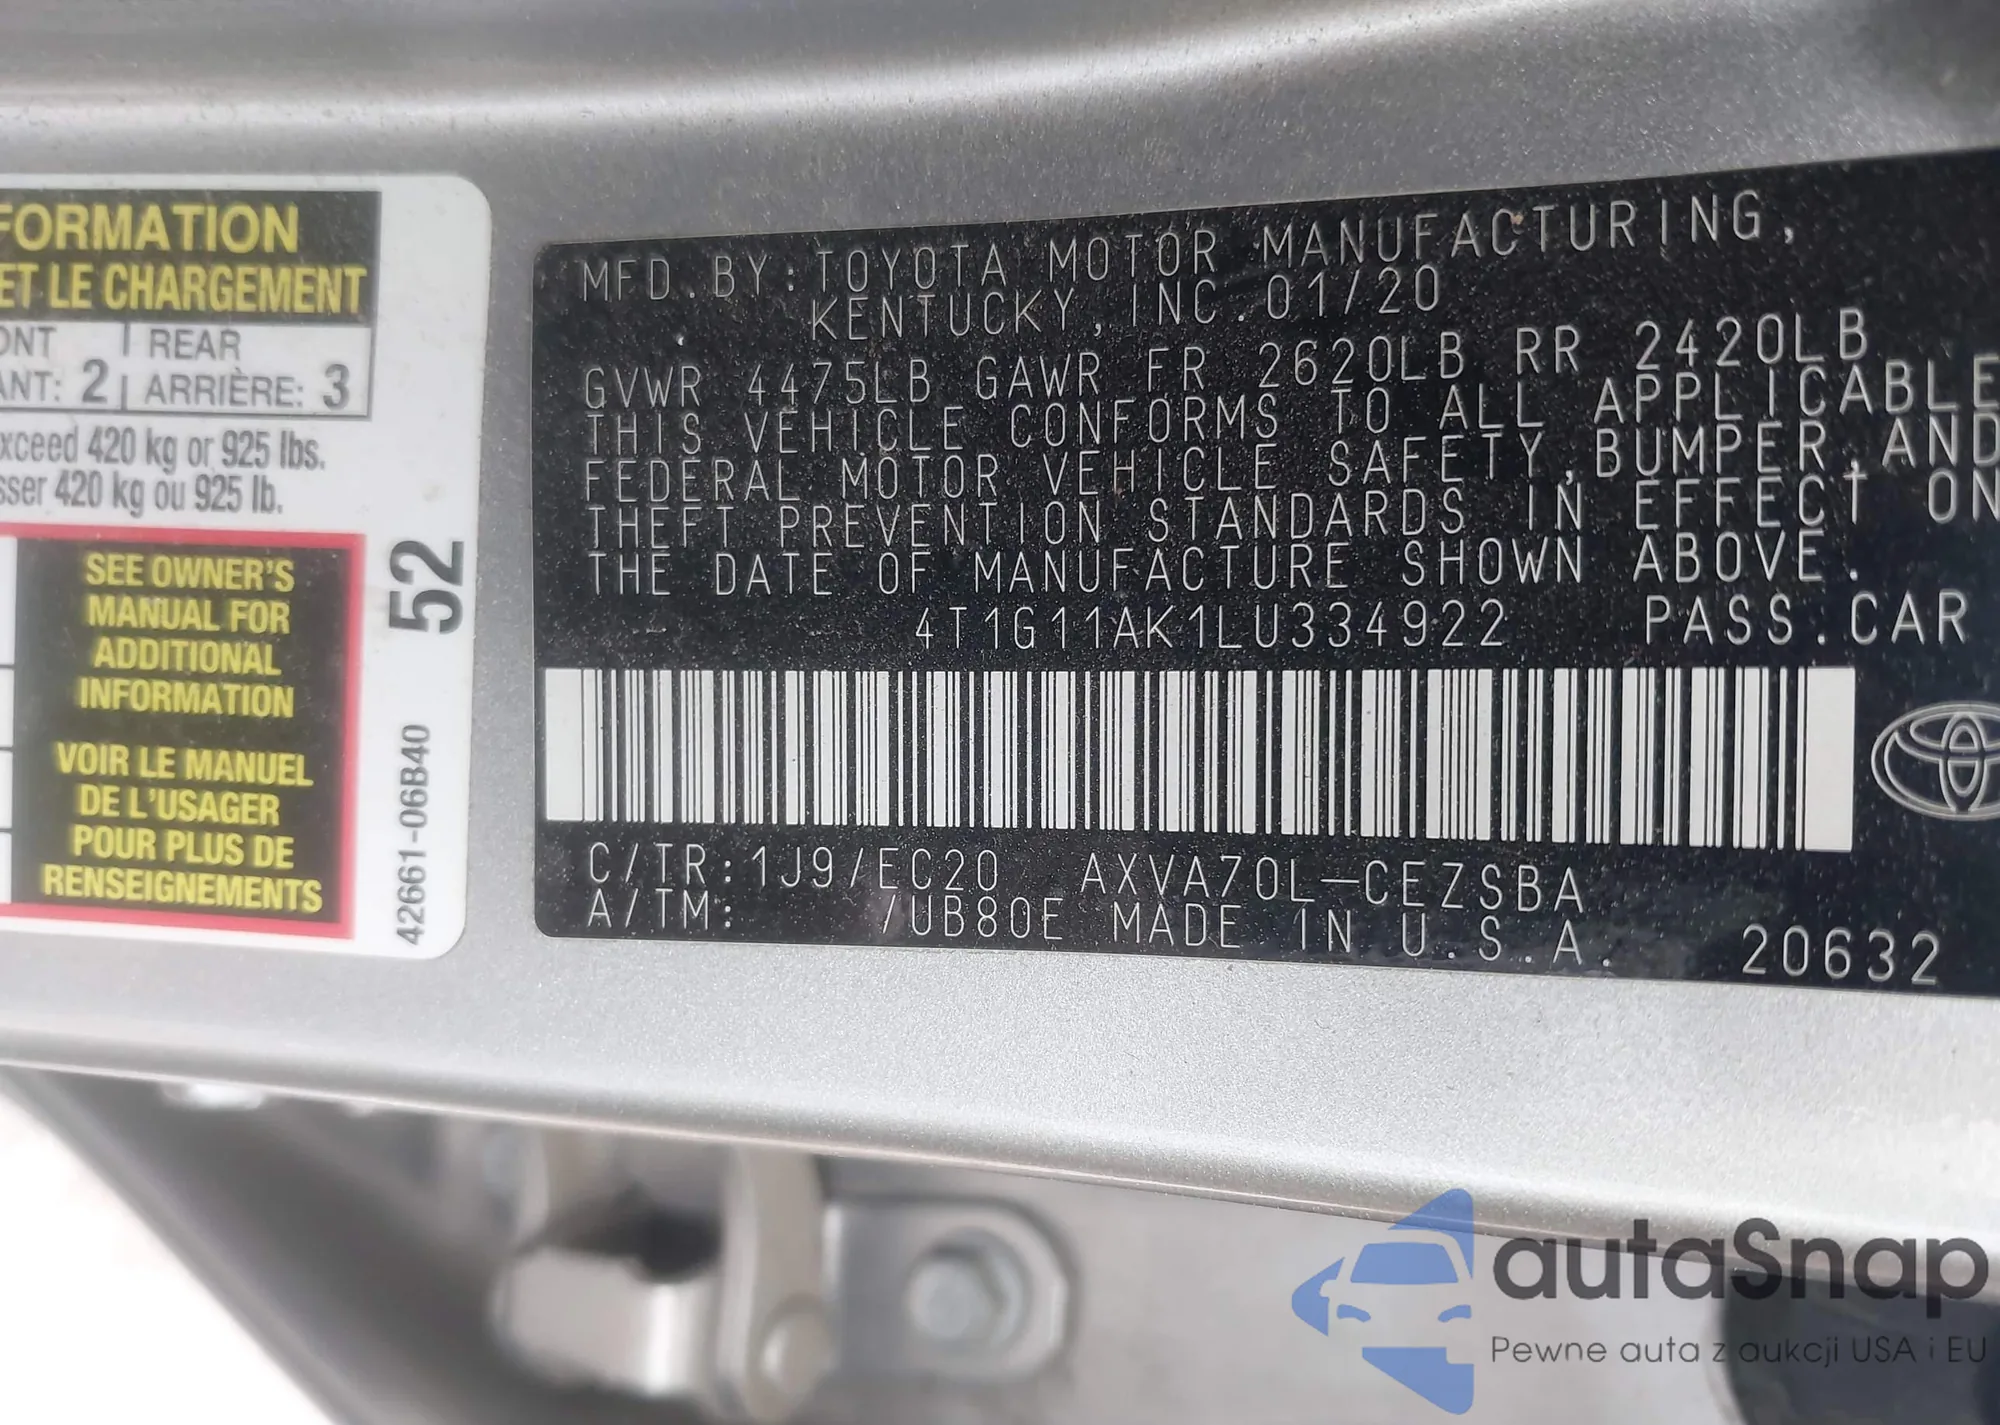 FORMATION
ET LE CHARGEMENT
ONT | REAR
ANT: 2 | ARRIÈRE: 3
xceed 420 kg or 925 lbs.
sser 420 kg ou 925 lb.
SEE OWNER'S
MANUAL FOR
ADDITIONAL
INFORMATION
VOIR LE MANUEL
DE L'USAGER
POUR PLUS DE
RENSEIGNEMENTS
52
42661-06B40
MFD.BY:TOYOTA MOTOR MANUFACTURING,
KENTUCKY,INC.01/20
GVWR 4475LB GAWR FR 2620LB RR 2420LB
THIS VEHICLE CONFORMS TO ALL APPLICABLE
FEDERAL MOTOR VEHICLE SAFETY,BUMPER,AND
THEFT PREVENTION STANDARDS IN EFFECT ON
THE DATE OF MANUFACTURE SHOWN ABOVE.
4T1G11AK1LU334922 PASS.CAR
C/TR:1J9/EC20 AXVA70L-CEZSBA
A/TM: /UB80E MADE IN U.S.A. 20632
autaSnap
Pewne auta z aukcji USA i EU